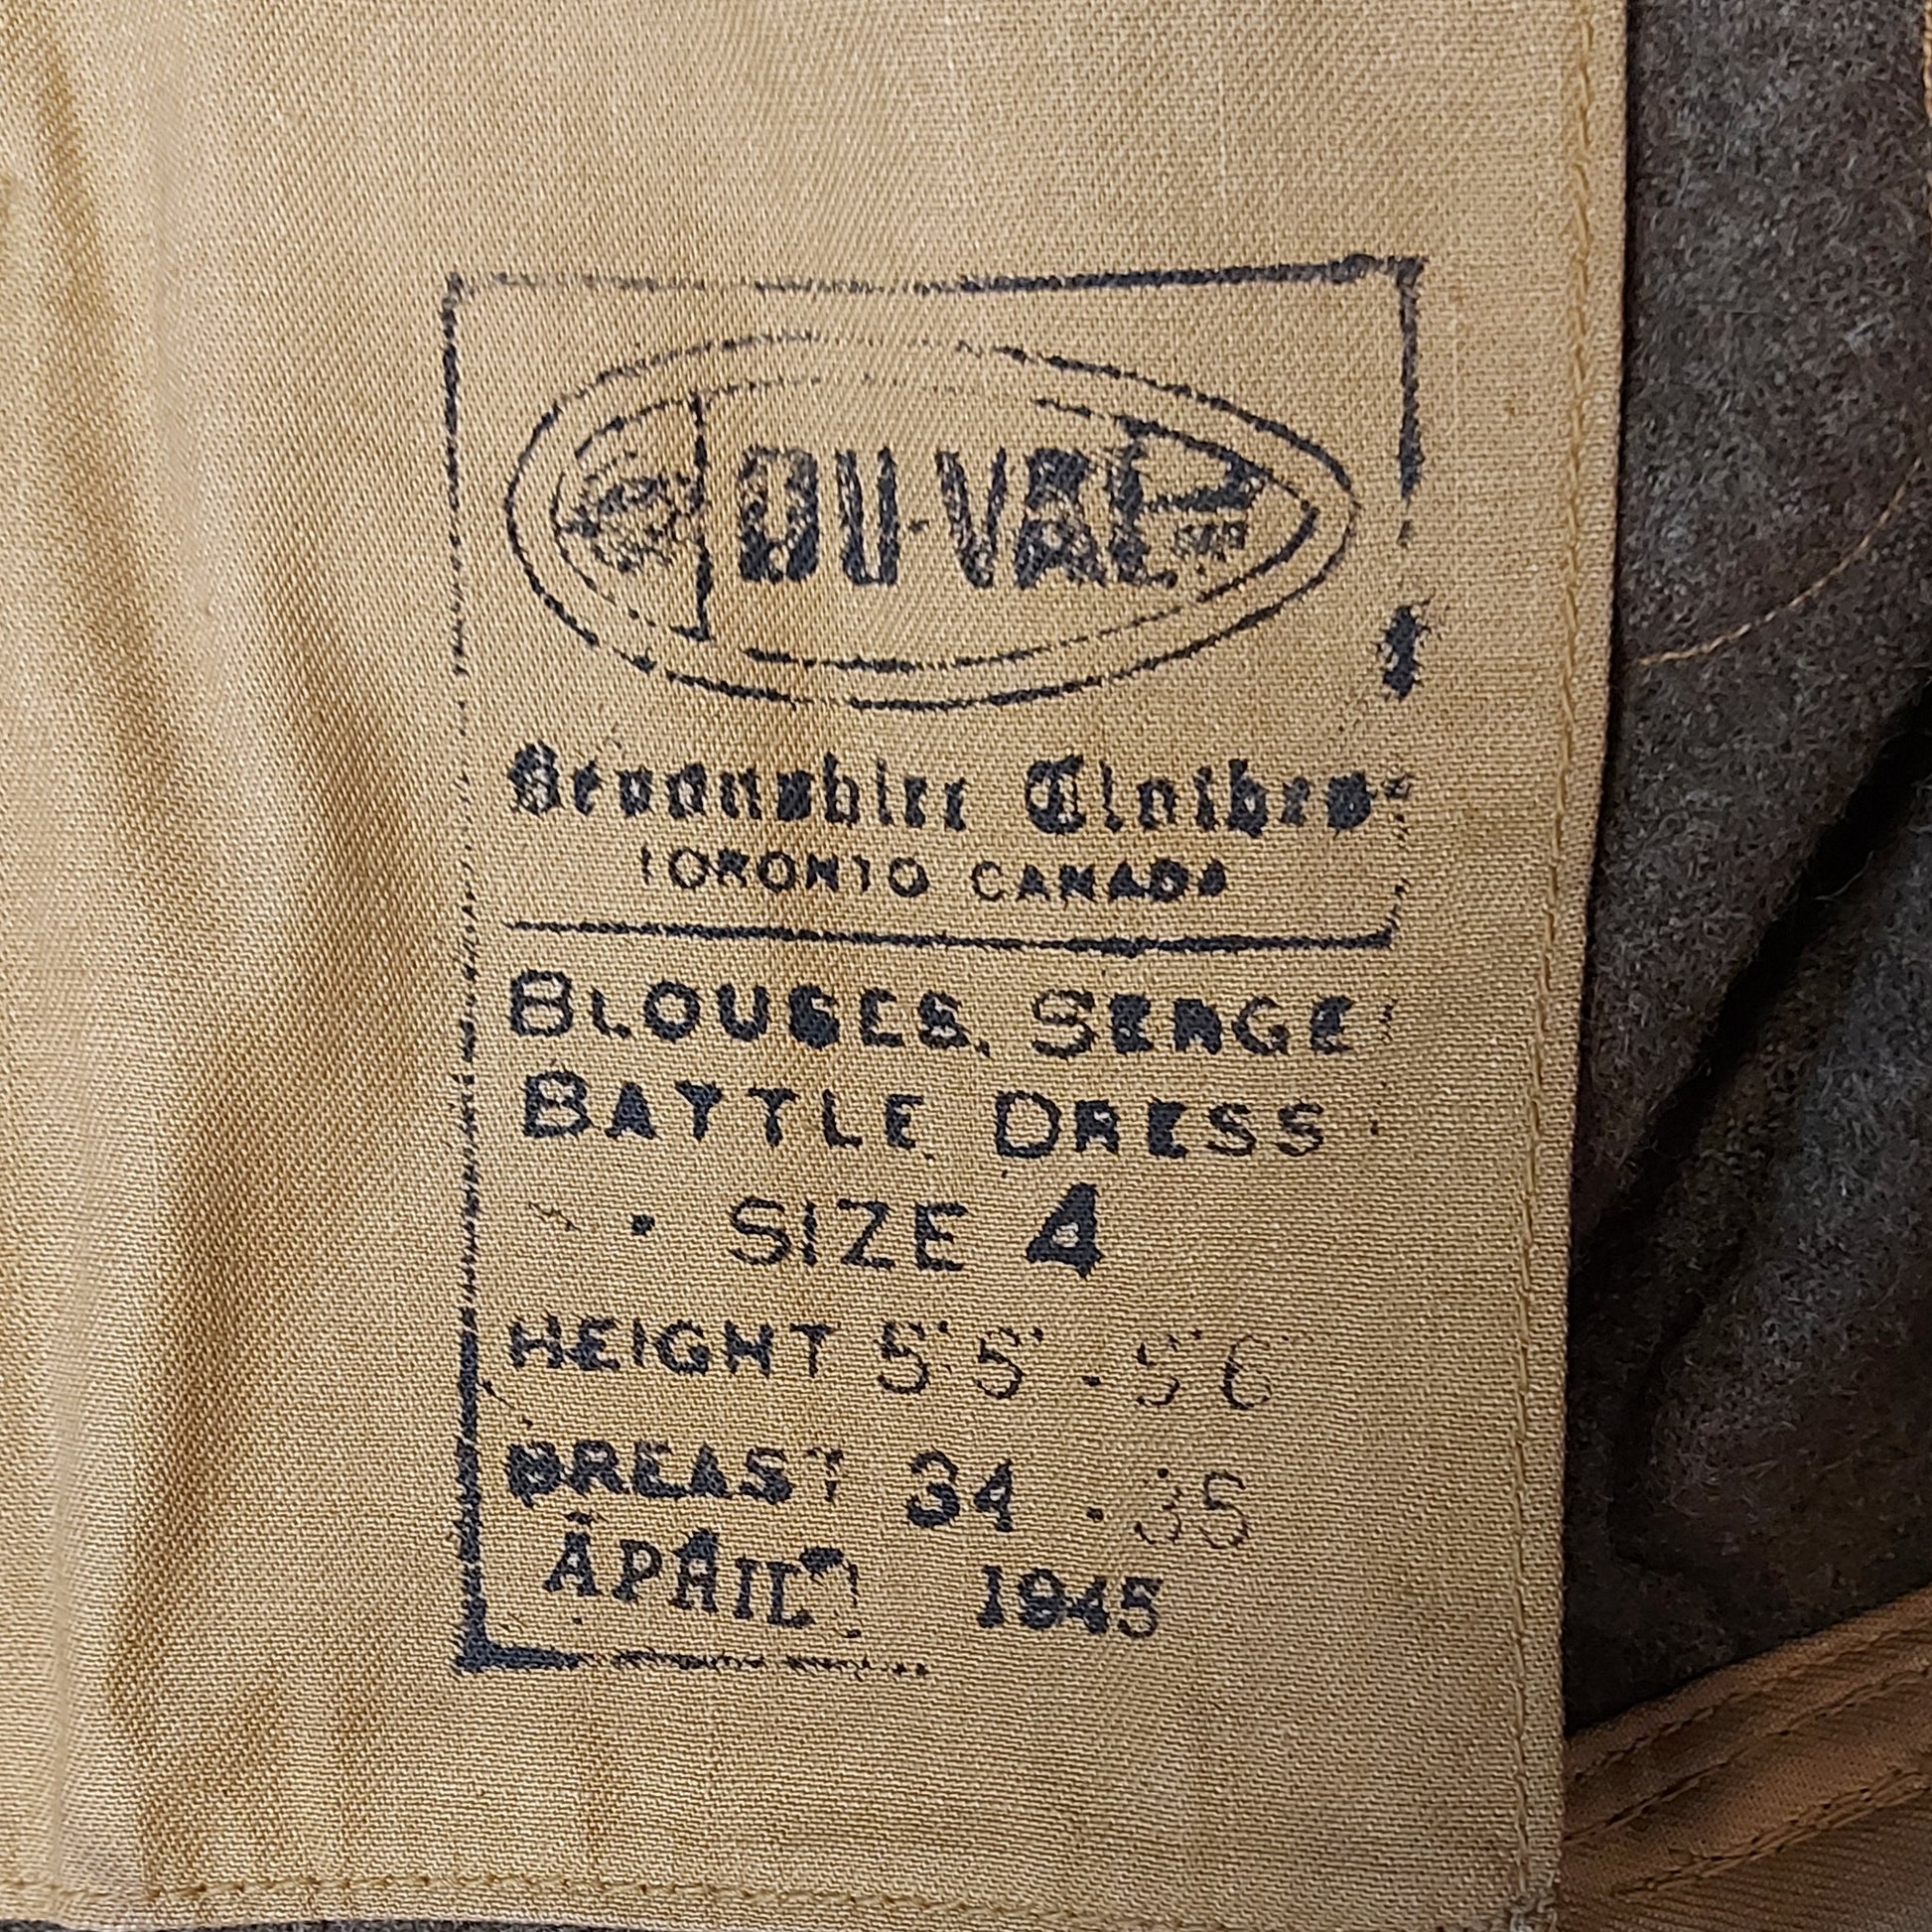 DU-VAL
Devonshire Clothes
TORONTO CANADA
BLOUSES, SERGE
BATTLE DRESS
SIZE 4
HEIGHT 5'5" - 5'6"
BREAST 34 - 35
APRIL 1945